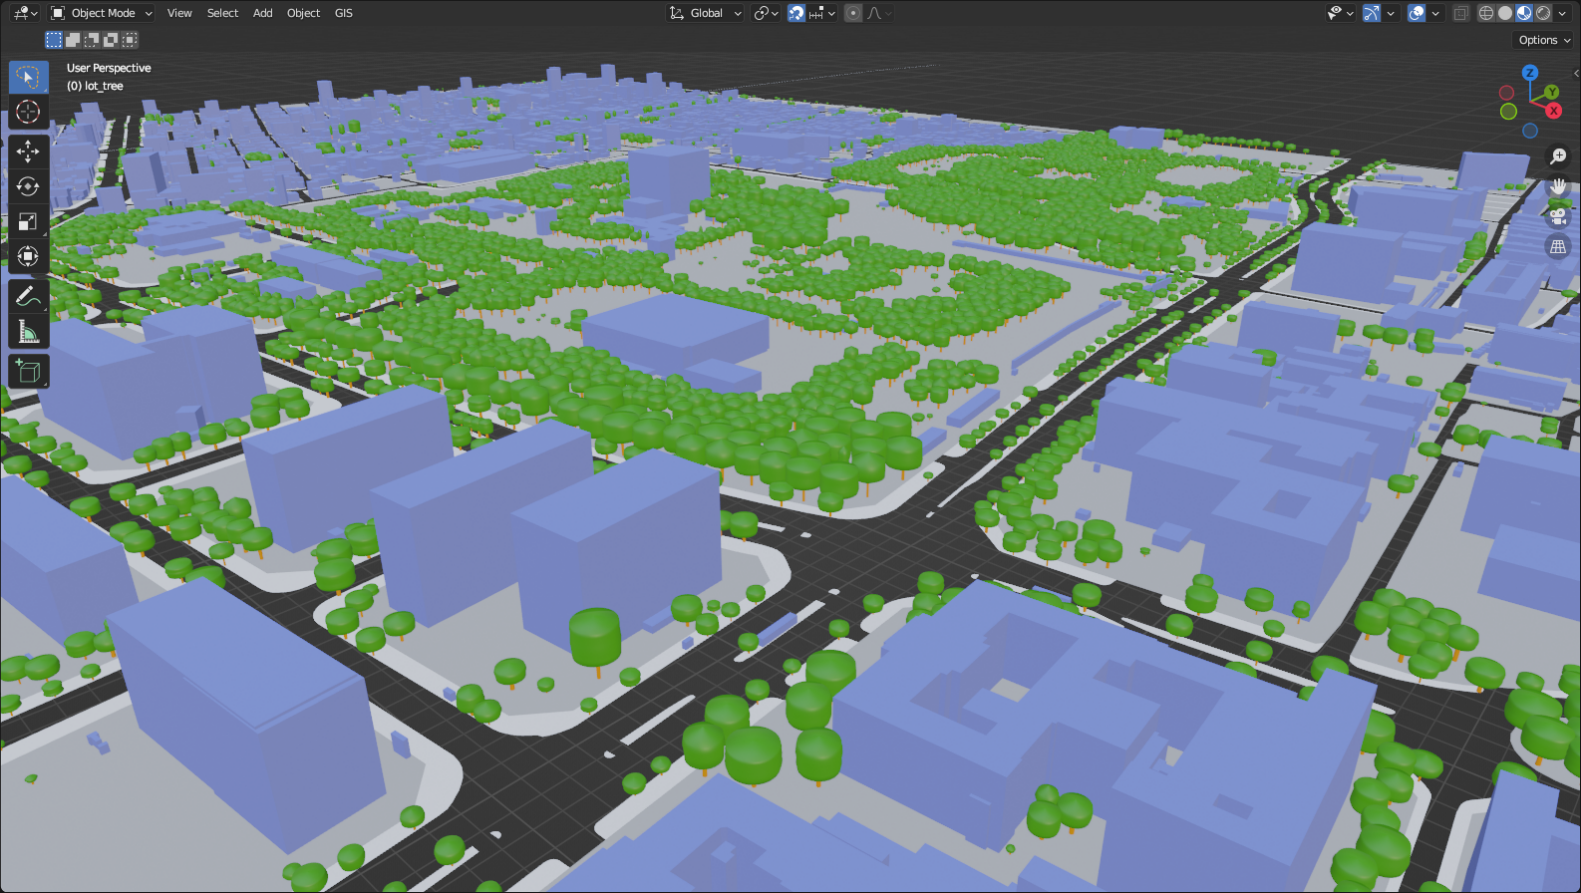 Object Mode View Select Add Object GIS Global
Options
User Perspective
(0) lot_tree
Z
Y
X